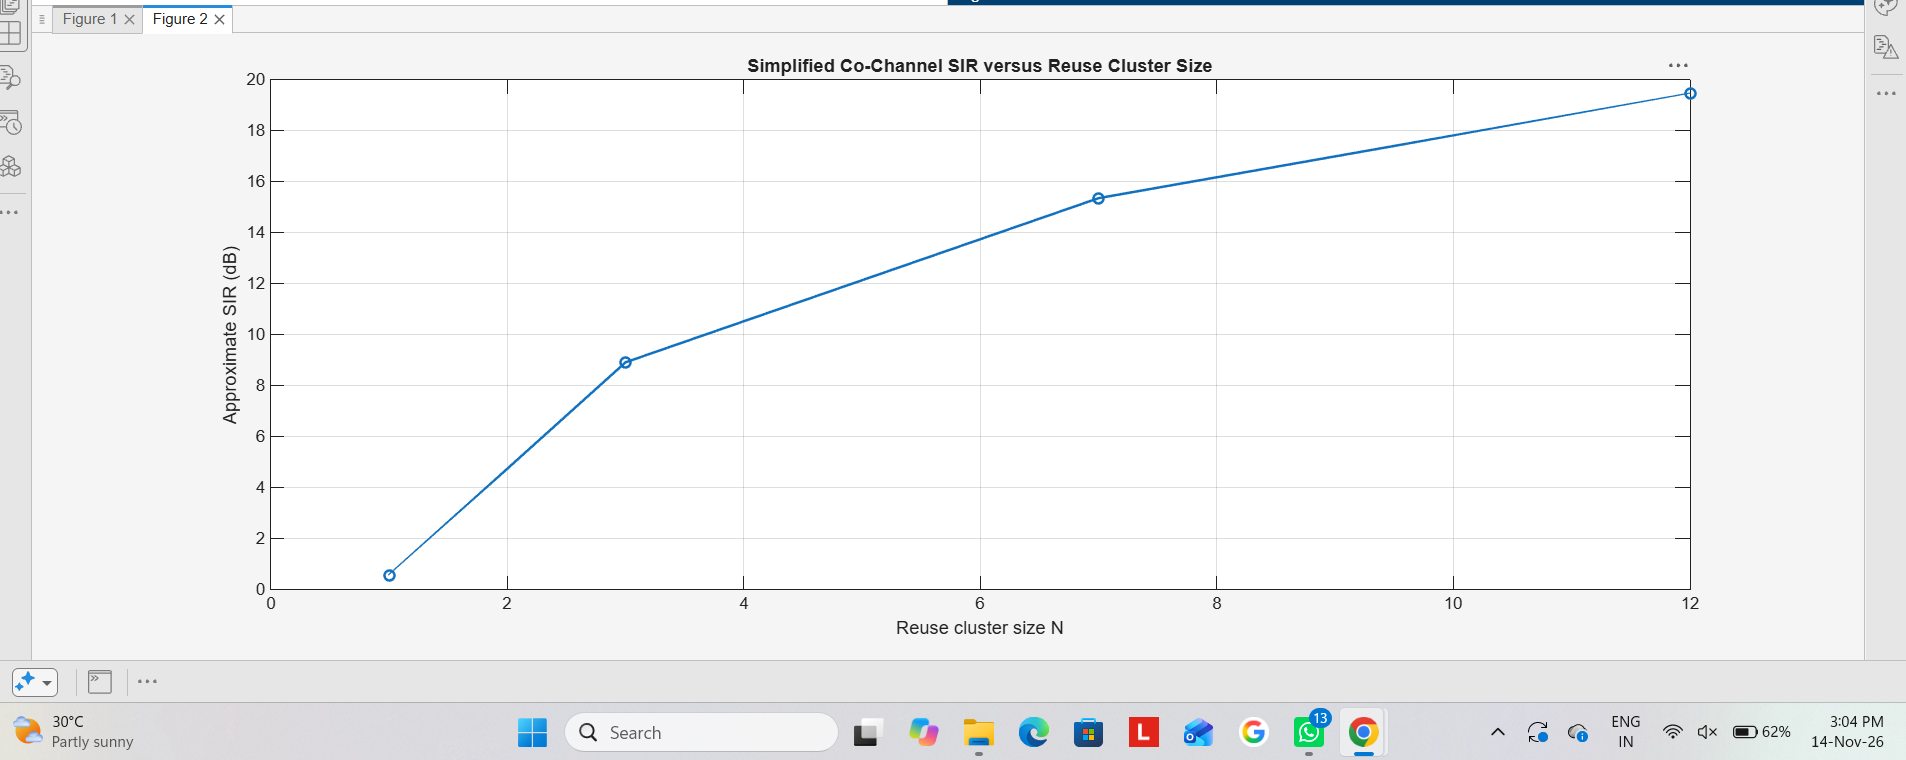 Figure 1
Figure 2
Simplified Co-Channel SIR versus Reuse Cluster Size
20
18
16
14
12
10
8
6
4
2
0
Approximate SIR (dB)
0 2 4 6 8 10 12
Reuse cluster size N
30°C
Partly sunny
Search
13
ENG
IN
62%
3:04 PM
14-Nov-26